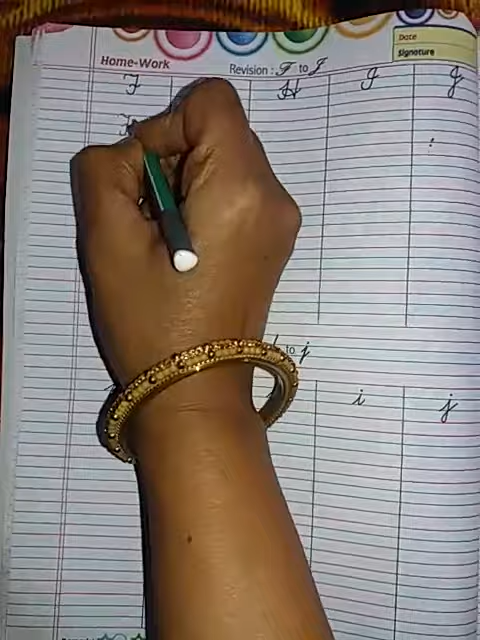 Date
Signature
Home-Work
Revision : F to J
F H I J
F
to j
i j